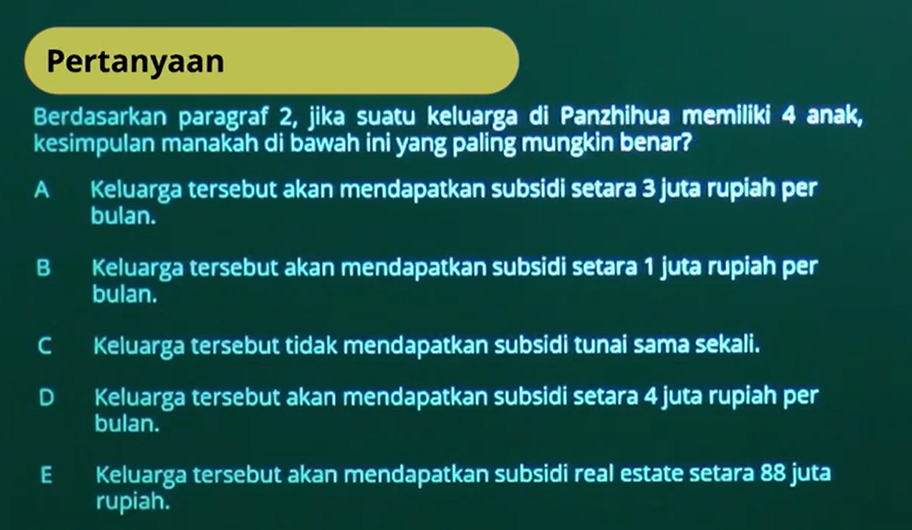 Pertanyaan
Berdasarkan paragraf 2, jika suatu keluarga di Panzhihua memiliki 4 anak,
kesimpulan manakah di bawah ini yang paling mungkin benar?
A Keluarga tersebut akan mendapatkan subsidi setara 3 juta rupiah per
bulan.
B Keluarga tersebut akan mendapatkan subsidi setara 1 juta rupiah per
bulan.
C Keluarga tersebut tidak mendapatkan subsidi tunai sama sekali.
D Keluarga tersebut akan mendapatkan subsidi setara 4 juta rupiah per
bulan.
E Keluarga tersebut akan mendapatkan subsidi real estate setara 88 juta
rupiah.